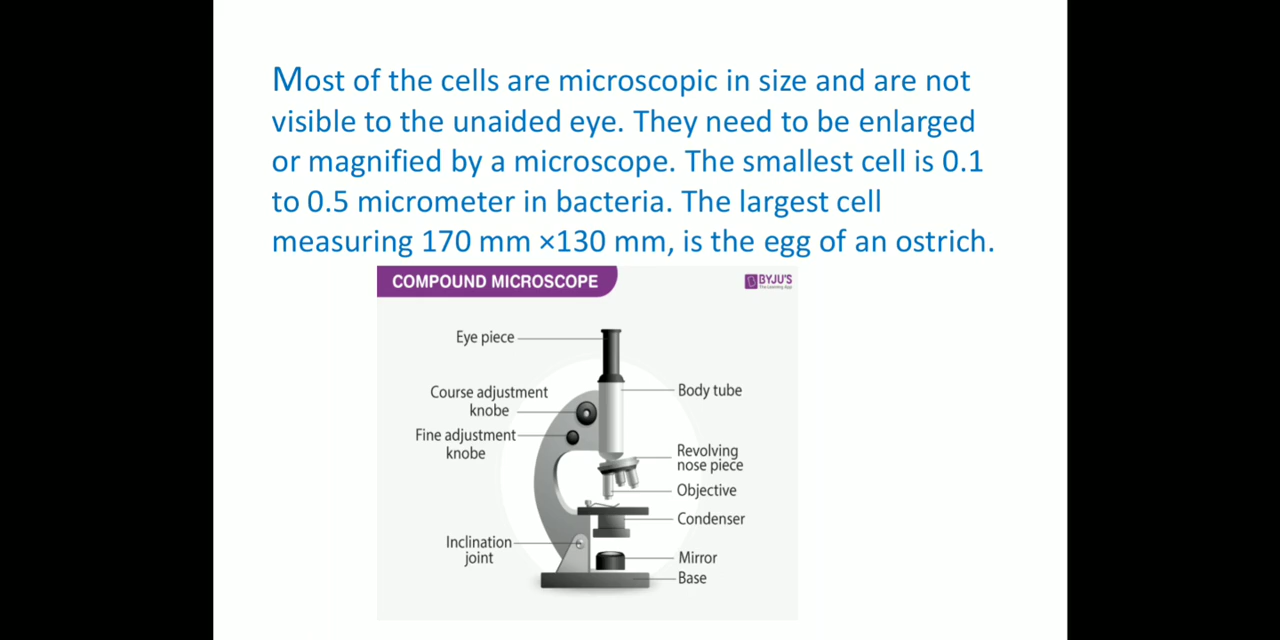 Most of the cells are microscopic in size and are not
visible to the unaided eye. They need to be enlarged
or magnified by a microscope. The smallest cell is 0.1
to 0.5 micrometer in bacteria. The largest cell
measuring 170 mm ×130 mm, is the egg of an ostrich.
COMPOUND MICROSCOPE
BYJU'S
The Learning App
Eye piece
Body tube
Course adjustment
knobe
Fine adjustment
knobe
Revolving
nose piece
Objective
Condenser
Inclination
joint
Mirror
Base